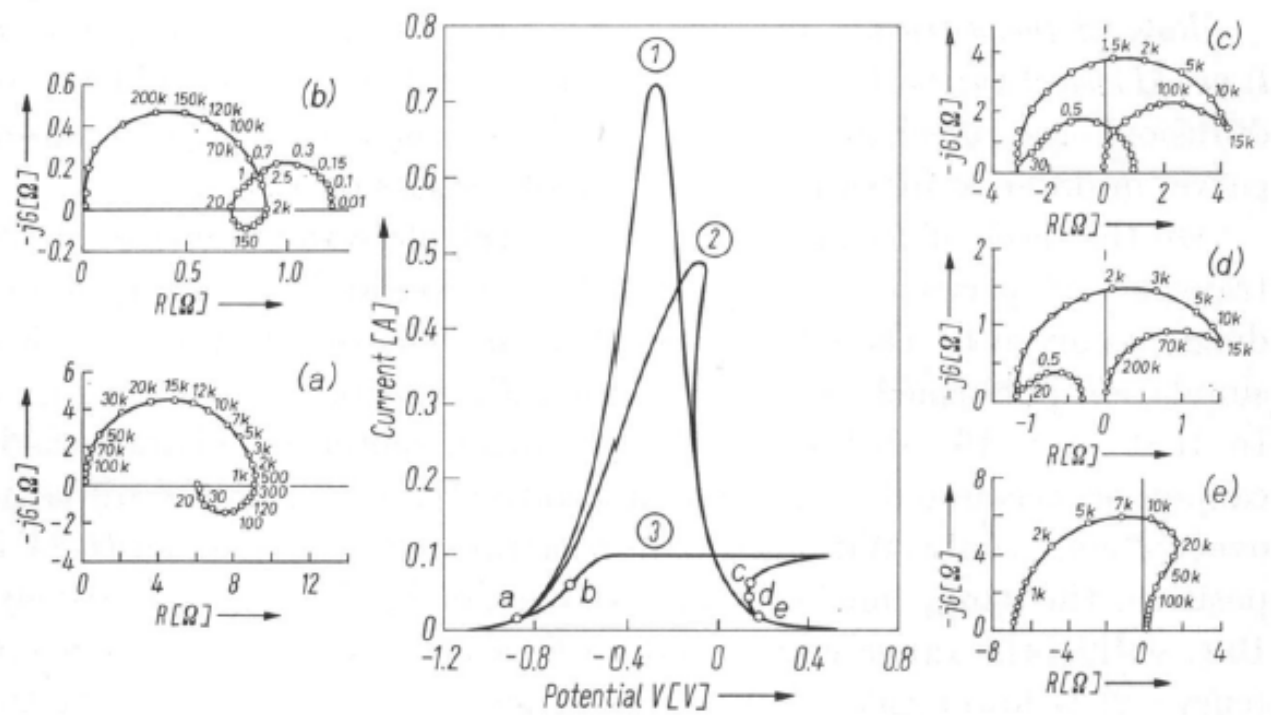 (b)
-jG[Ω]
0.6
0.4
0.2
0
-0.2
200k 150k 120k
100k
70k
0.7
0.3
0.15
0.1
0.01
1
2.5
20
2k
150
0 0.5 1.0
R[Ω]
(a)
-jG[Ω]
6
4
2
0
-2
-4
30k 20k 15k 12k
10k
7k
5k
3k
2k
1k 500
300
120
100
30
20
50k
70k
100k
0 4 8 12
R[Ω]
Current [A]
0.8
0.7
0.6
0.5
0.4
0.3
0.2
0.1
0
1
2
3
a
b
c
d
e
-1.2 -0.8 -0.4 0 0.4 0.8
Potential V[V]
(c)
-jG[Ω]
4
2
0
1.5k 2k
5k
10k
100k
15k
0.5
30
-4 -2 0 2 4
R[Ω]
(d)
-jG[Ω]
2
1
0
2k 3k
5k
10k
15k
70k
200k
0.5
20
-1 0 1
R[Ω]
(e)
-jG[Ω]
8
4
0
5k 7k 10k
2k
20k
50k
100k
1k
-8 -4 0 4
R[Ω]